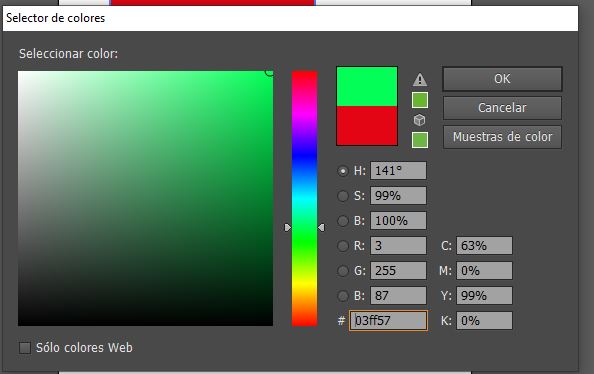 Selector de colores
Seleccionar color:
OK
Cancelar
Muestras de color
H: 141°
S: 99%
B: 100%
R: 3 C: 63%
G: 255 M: 0%
B: 87 Y: 99%
# 03ff57 K: 0%
Sólo colores Web